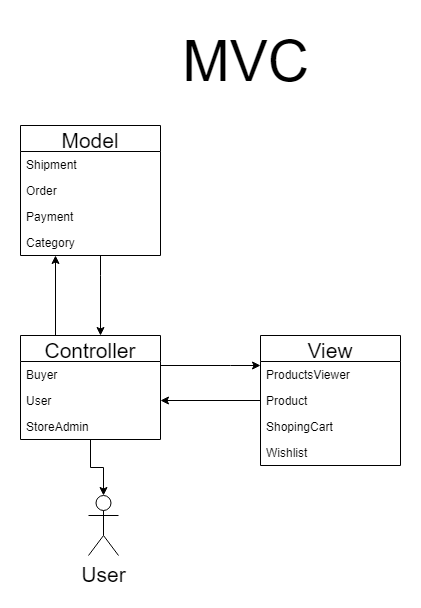 MVC
Model
Shipment
Order
Payment
Category
Controller
Buyer
User
StoreAdmin
View
ProductsViewer
Product
ShopingCart
Wishlist
User